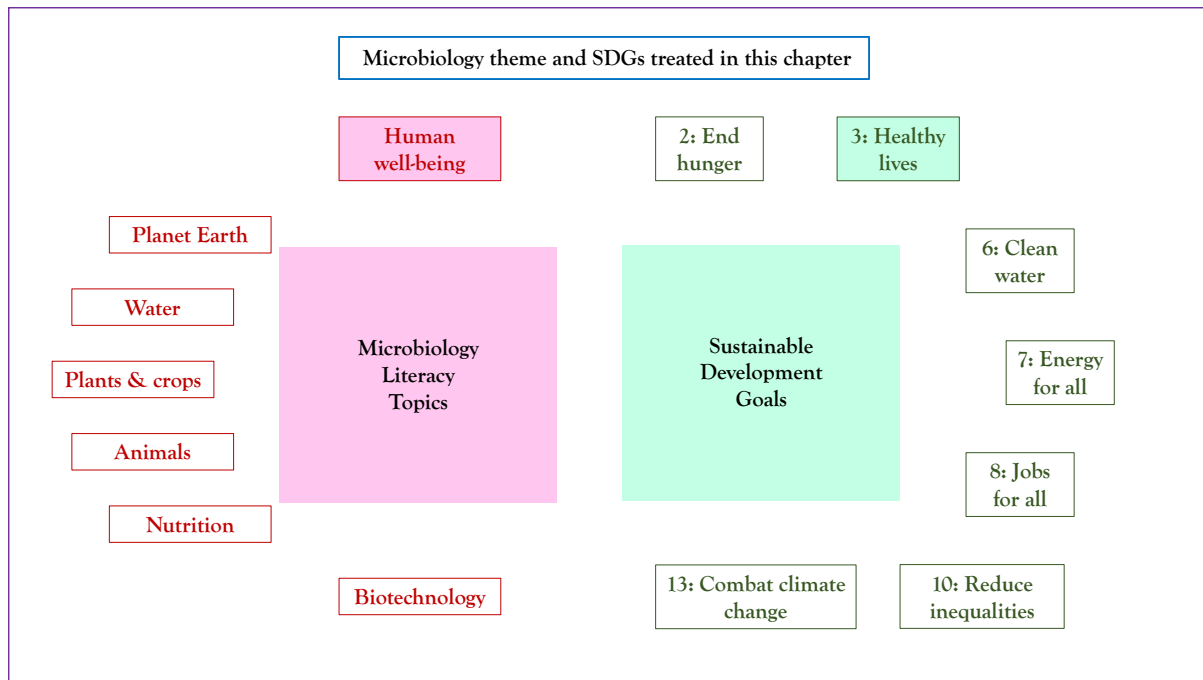 Microbiology theme and SDGs treated in this chapter
Human
well-being
2: End
hunger
3: Healthy
lives
Planet Earth
Water
Plants & crops
Animals
Nutrition
Biotechnology
Microbiology
Literacy
Topics
Sustainable
Development
Goals
6: Clean
water
7: Energy
for all
8: Jobs
for all
10: Reduce
inequalities
13: Combat climate
change